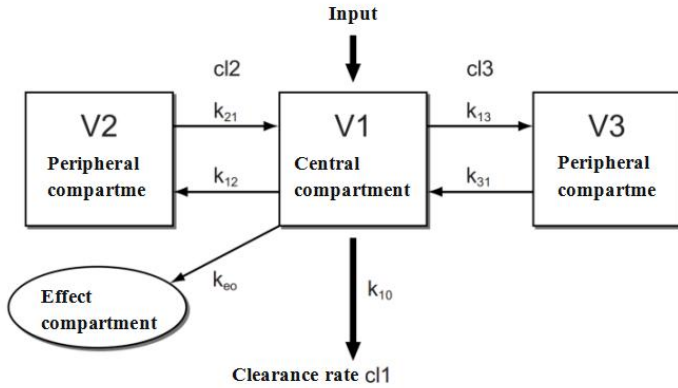 Input
cl2
cl3
V2
Peripheral
compartme
k21
k12
V1
Central
compartment
k13
k31
V3
Peripheral
compartme
keo
k10
Effect
compartment
Clearance rate cl1